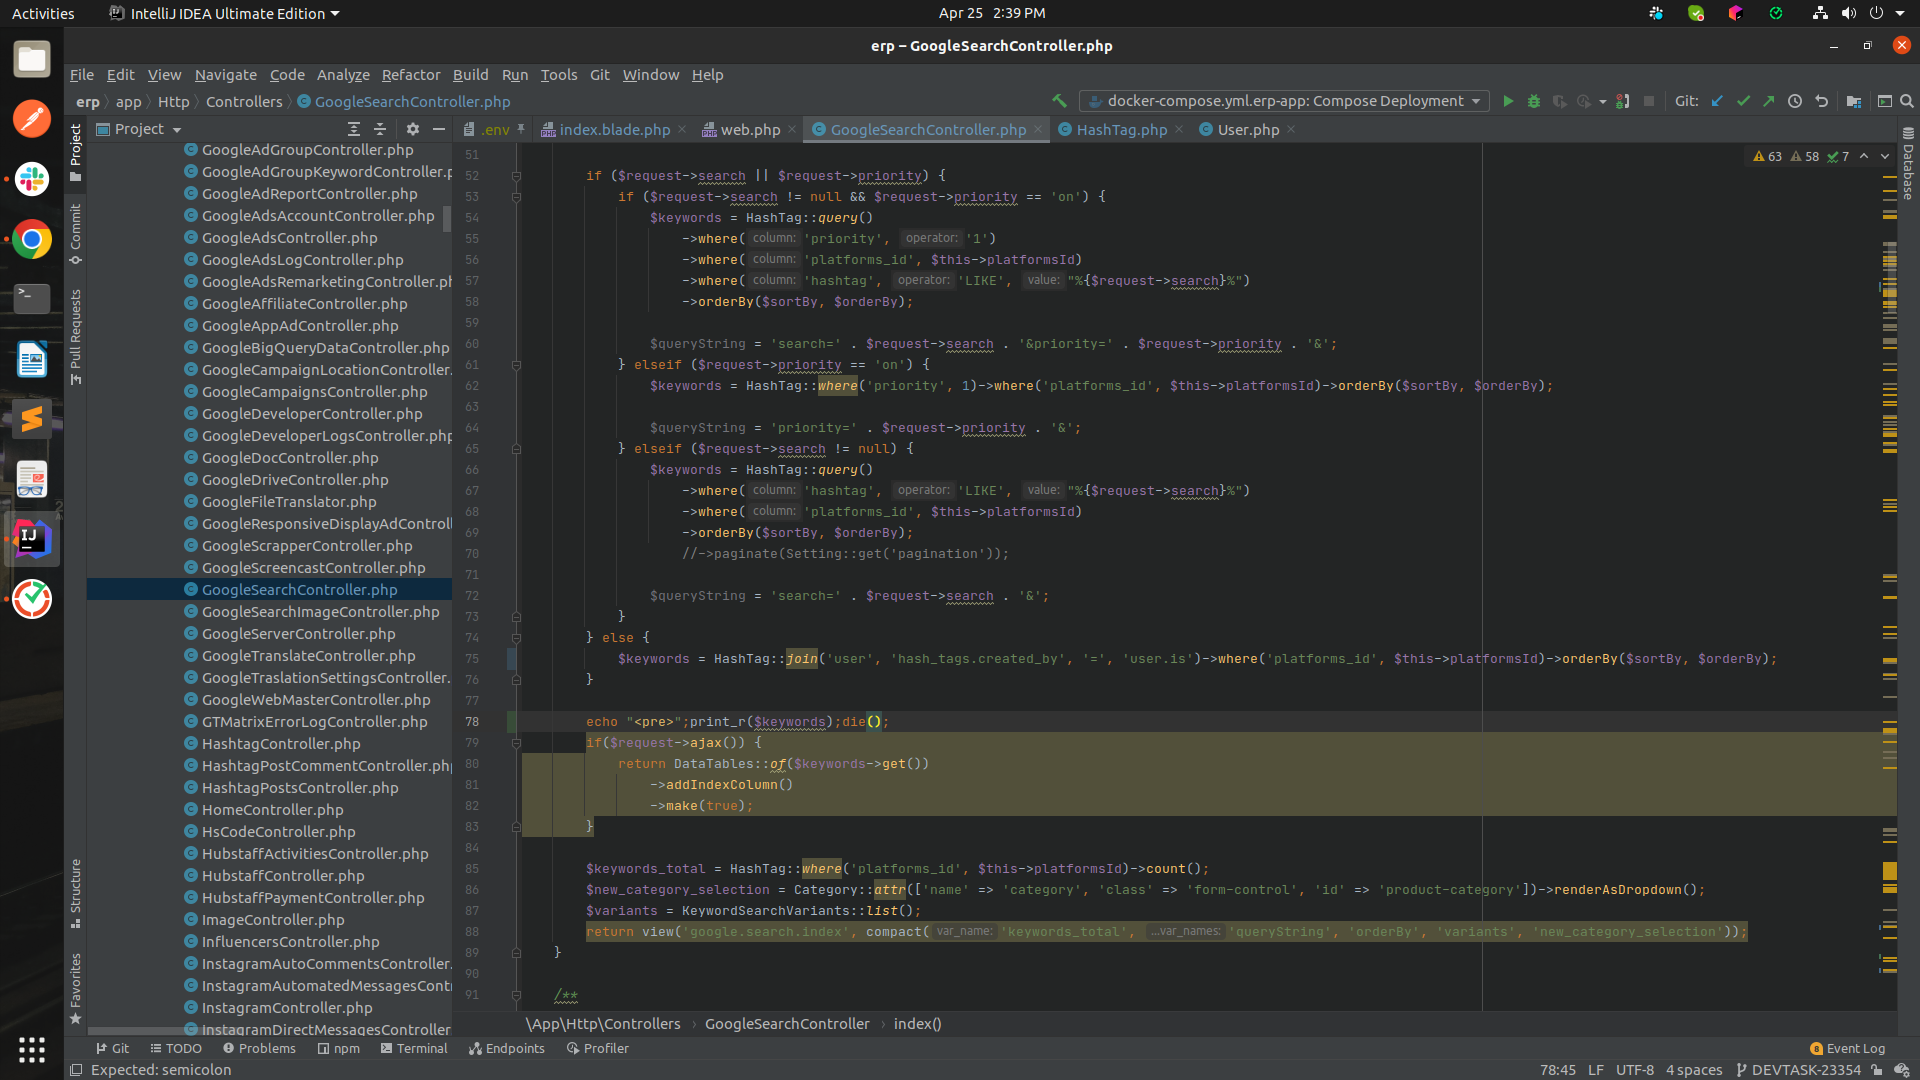 Activities
IntelliJ IDEA Ultimate Edition
Apr 25 2:39 PM
erp – GoogleSearchController.php
File Edit View Navigate Code Analyze Refactor Build Run Tools Git Window Help
erp app Http Controllers GoogleSearchController.php
docker-compose.yml.erp-app: Compose Deployment
Git:
Project
.env
index.blade.php
web.php
GoogleSearchController.php
HashTag.php
User.php
Project
Commit
Pull Requests
Structure
Favorites
Database
63 58 7
GoogleAdGroupController.php
GoogleAdGroupKeywordController.p
GoogleAdReportController.php
GoogleAdsAccountController.php
GoogleAdsController.php
GoogleAdsLogController.php
GoogleAdsRemarketingController.ph
GoogleAffiliateController.php
GoogleAppAdController.php
GoogleBigQueryDataController.php
GoogleCampaignLocationController.
GoogleCampaignsController.php
GoogleDeveloperController.php
GoogleDeveloperLogsController.php
GoogleDocController.php
GoogleDriveController.php
GoogleFileTranslator.php
GoogleResponsiveDisplayAdControll
GoogleScrapperController.php
GoogleScreencastController.php
GoogleSearchController.php
GoogleSearchImageController.php
GoogleServerController.php
GoogleTranslateController.php
GoogleTraslationSettingsController.
GoogleWebMasterController.php
GTMatrixErrorLogController.php
HashtagController.php
HashtagPostCommentController.php
HashtagPostsController.php
HomeController.php
HsCodeController.php
HubstaffActivitiesController.php
HubstaffController.php
HubstaffPaymentController.php
ImageController.php
InfluencersController.php
InstagramAutoCommentsController.
InstagramAutomatedMessagesCont
InstagramController.php
InstagramDirectMessagesController
51
52 if ($request->search || $request->priority) {
53 if ($request->search != null && $request->priority == 'on') {
54 $keywords = HashTag::query()
55 ->where( column: 'priority', operator: '1')
56 ->where( column: 'platforms_id', $this->platformsId)
57 ->where( column: 'hashtag', operator: 'LIKE', value: "%{$request->search}%")
58 ->orderBy($sortBy, $orderBy);
59
60 $queryString = 'search=' . $request->search . '&priority=' . $request->priority . '&';
61 } elseif ($request->priority == 'on') {
62 $keywords = HashTag::where('priority', 1)->where('platforms_id', $this->platformsId)->orderBy($sortBy, $orderBy);
63
64 $queryString = 'priority=' . $request->priority . '&';
65 } elseif ($request->search != null) {
66 $keywords = HashTag::query()
67 ->where( column: 'hashtag', operator: 'LIKE', value: "%{$request->search}%")
68 ->where( column: 'platforms_id', $this->platformsId)
69 ->orderBy($sortBy, $orderBy);
70 //->paginate(Setting::get('pagination'));
71
72 $queryString = 'search=' . $request->search . '&';
73 }
74 } else {
75 $keywords = HashTag::join('user', 'hash_tags.created_by', '=', 'user.is')->where('platforms_id', $this->platformsId)->orderBy($sortBy, $orderBy);
76 }
77
78 echo "<pre>";print_r($keywords);die();
79 if($request->ajax()) {
80 return DataTables::of($keywords->get())
81 ->addIndexColumn()
82 ->make(true);
83 }
84
85 $keywords_total = HashTag::where('platforms_id', $this->platformsId)->count();
86 $new_category_selection = Category::attr(['name' => 'category', 'class' => 'form-control', 'id' => 'product-category'])->renderAsDropdown();
87 $variants = KeywordSearchVariants::list();
88 return view('google.search.index', compact( var_name: 'keywords_total', ...var_names: 'queryString', 'orderBy', 'variants', 'new_category_selection'));
89 }
90
91 /**
\App\Http\Controllers GoogleSearchController index()
Git TODO Problems npm Terminal Endpoints Profiler
8 Event Log
Expected: semicolon
78:45 LF UTF-8 4 spaces DEVTASK-23354